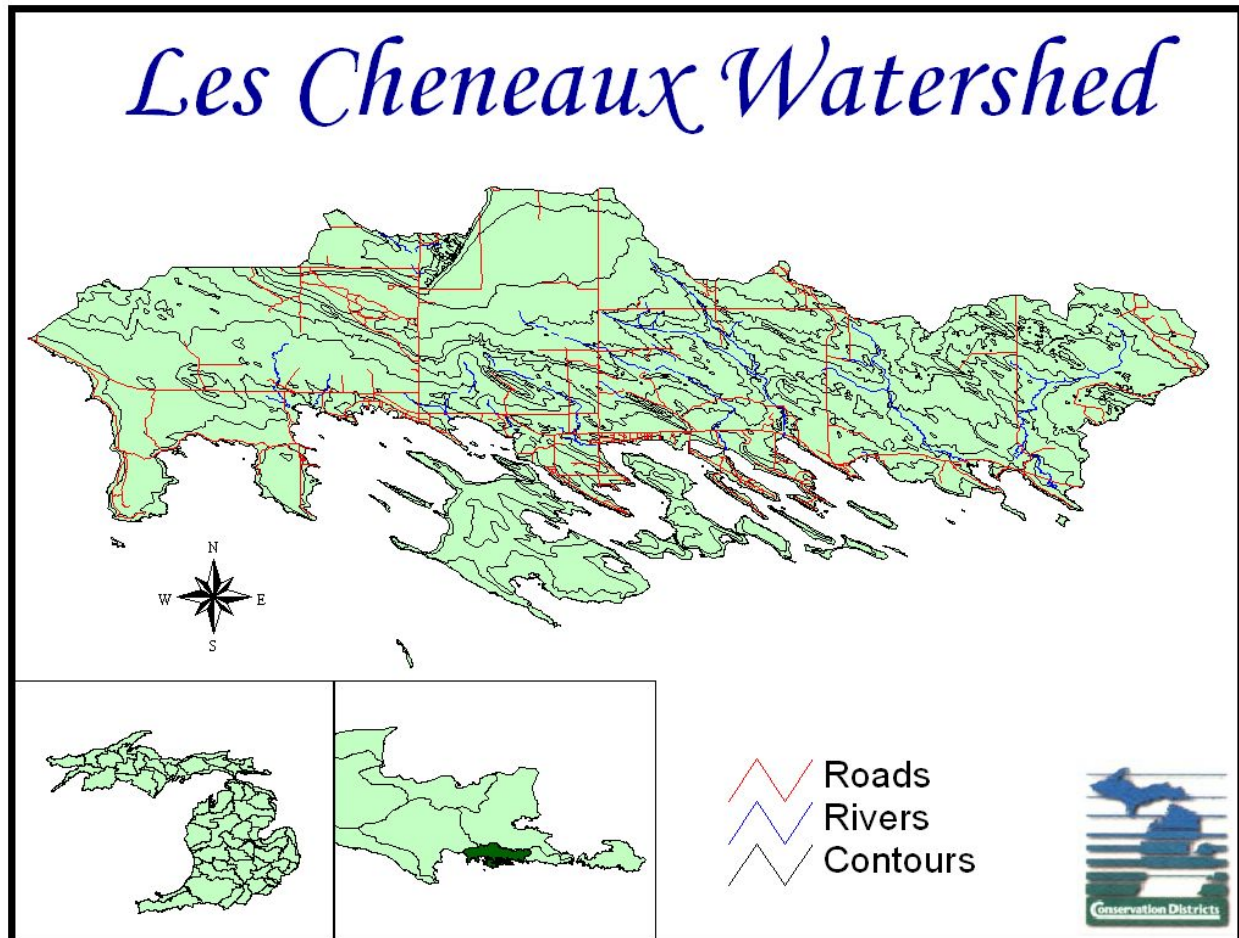 Les Cheneaux Watershed
N
W E
S
Roads
Rivers
Contours
Conservation Districts